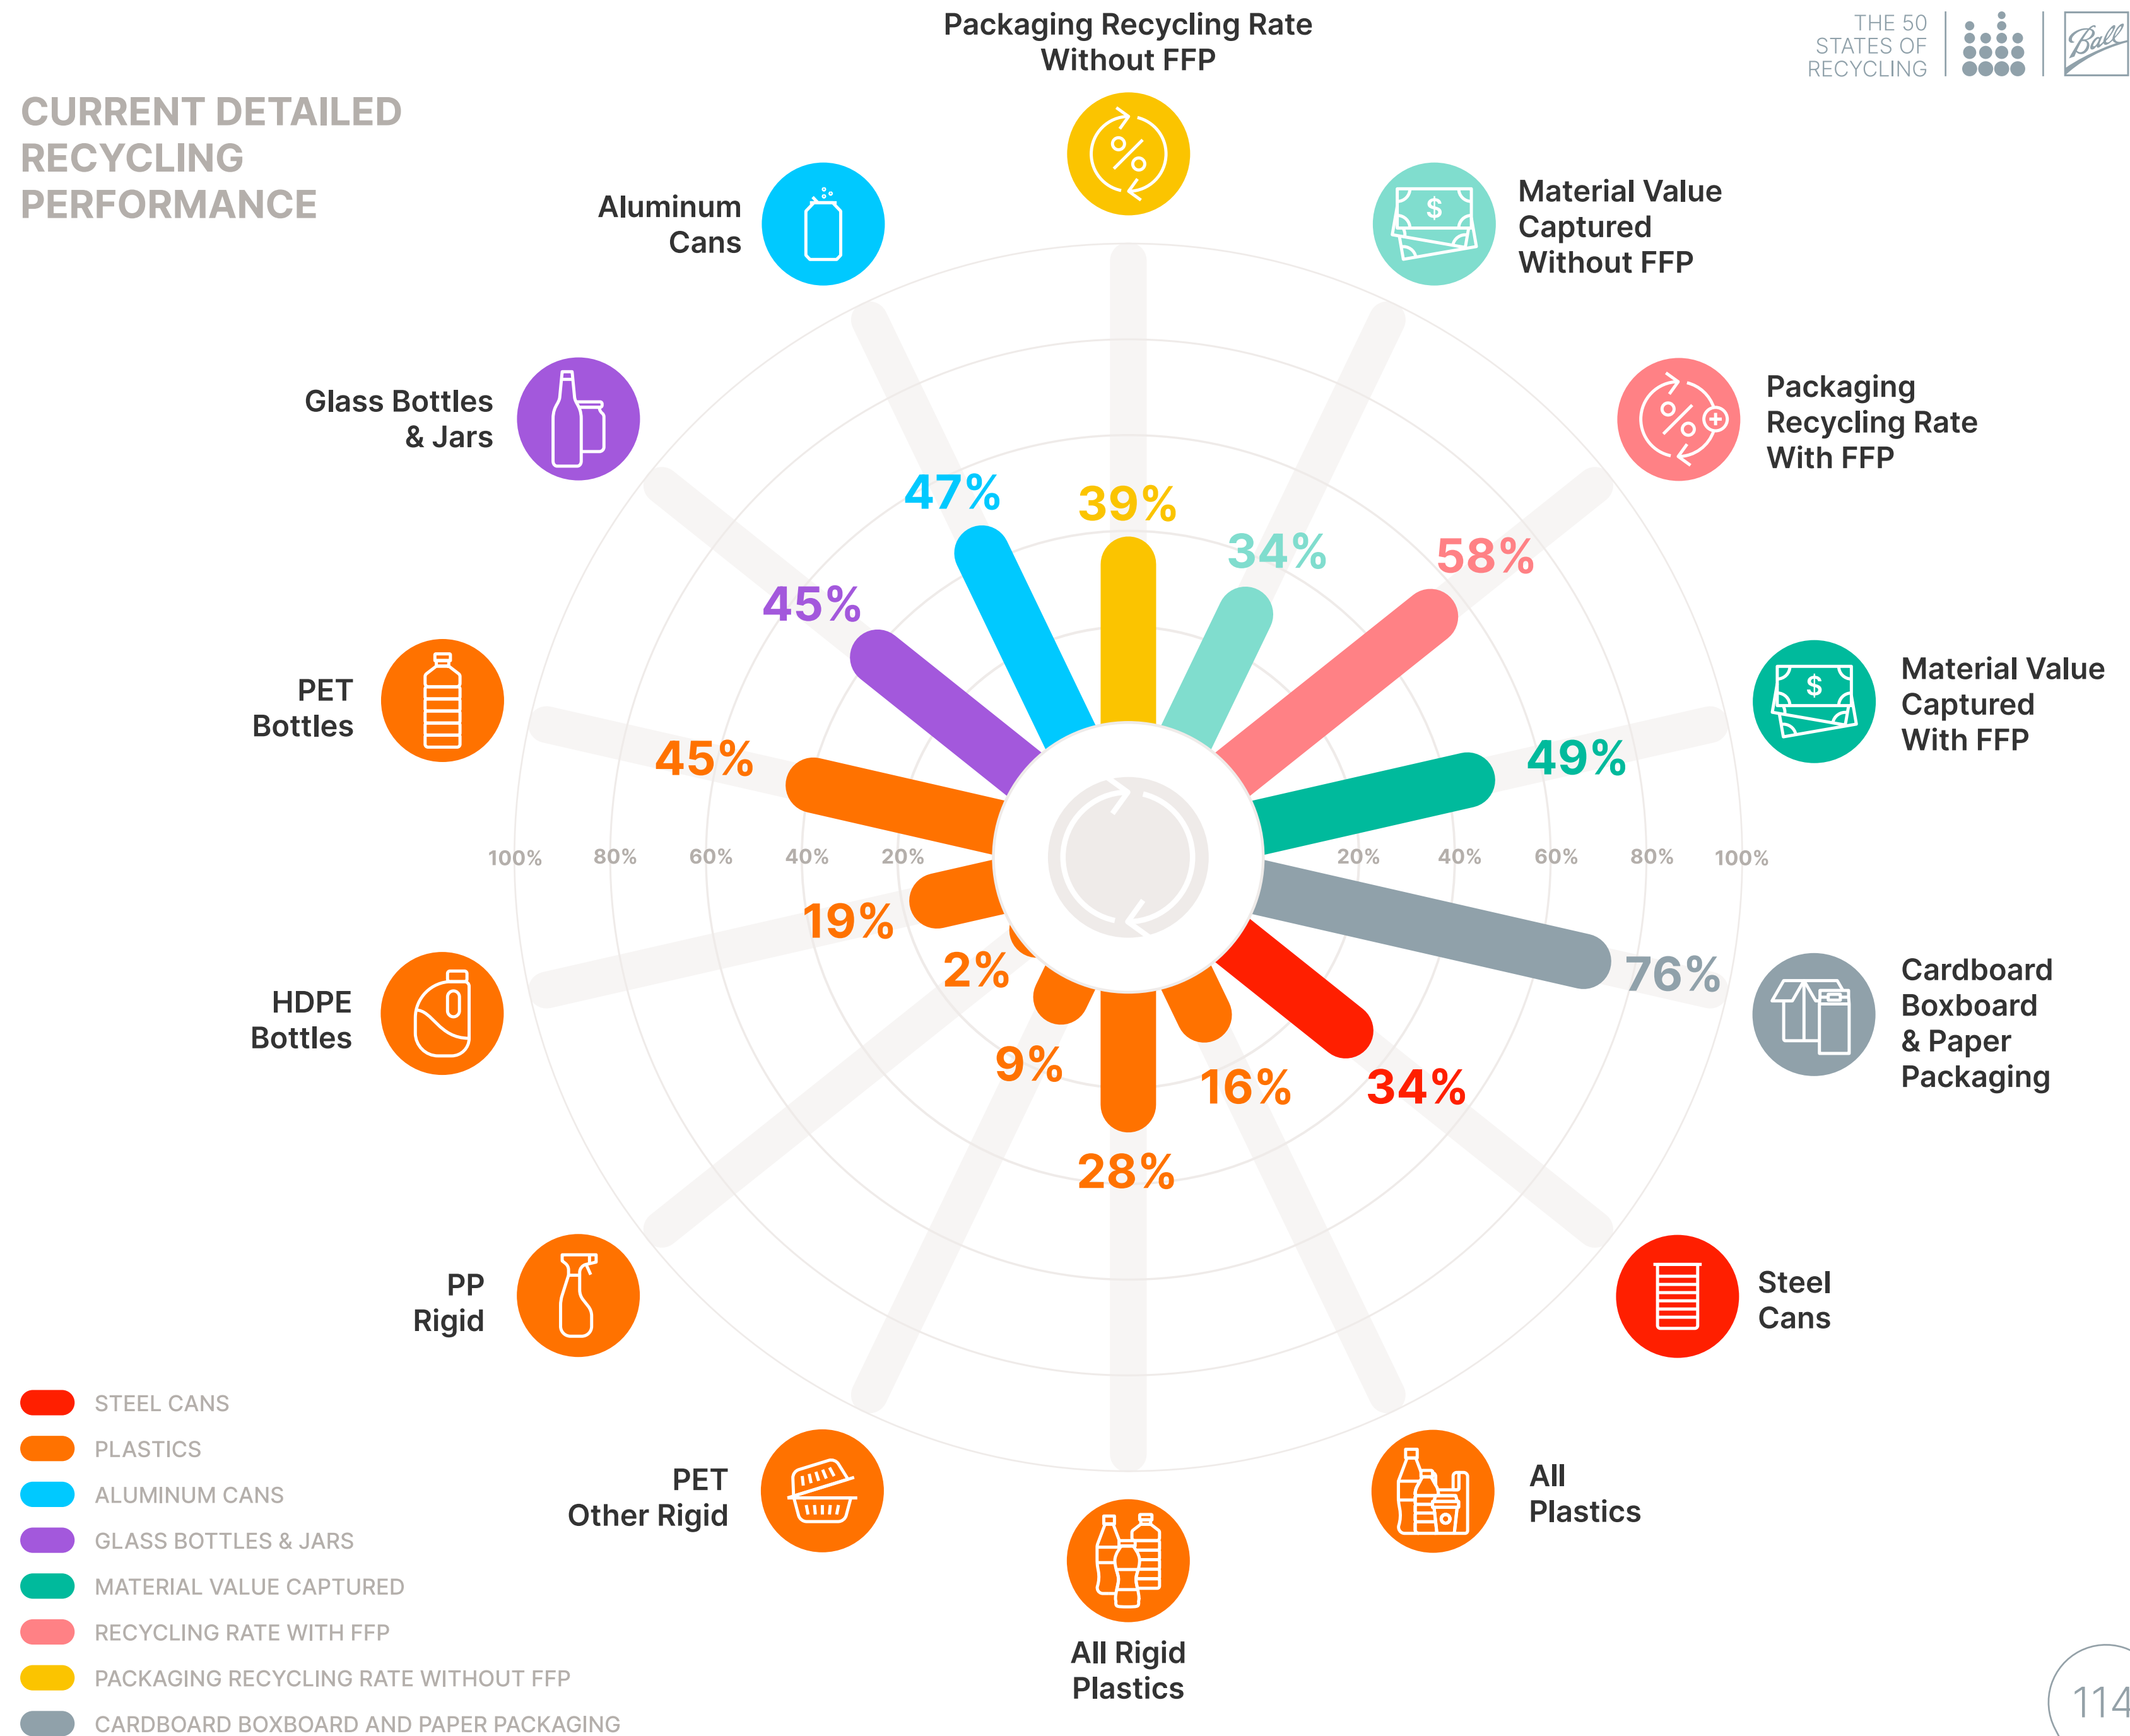 CURRENT DETAILED
RECYCLING
PERFORMANCE
THE 50
STATES OF
RECYCLING
Ball
Packaging Recycling Rate
Without FFP
Material Value
Captured
Without FFP
Packaging
Recycling Rate
With FFP
Material Value
Captured
With FFP
Cardboard
Boxboard
& Paper
Packaging
Steel
Cans
All
Plastics
All Rigid
Plastics
PET
Other Rigid
PP
Rigid
HDPE
Bottles
PET
Bottles
Glass Bottles
& Jars
Aluminum
Cans
39%
34%
58%
49%
76%
34%
16%
28%
9%
2%
19%
45%
45%
47%
100% 80% 60% 40% 20% 20% 40% 60% 80% 100%
%
$
%
$
STEEL CANS
PLASTICS
ALUMINUM CANS
GLASS BOTTLES & JARS
MATERIAL VALUE CAPTURED
RECYCLING RATE WITH FFP
PACKAGING RECYCLING RATE WITHOUT FFP
CARDBOARD BOXBOARD AND PAPER PACKAGING
114